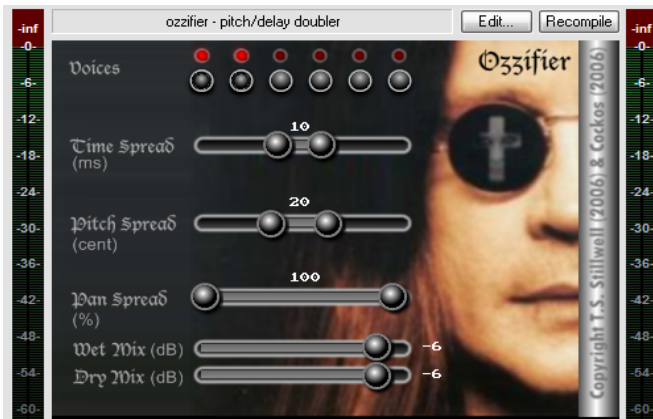 ozzifier - pitch/delay doubler
Edit...
Recompile
-inf
-0-
-6-
-12-
-18-
-24-
-30-
-36-
-42-
-48-
-54-
-60-
Ozzifier
Voices
10
Time Spread
(ms)
20
Pitch Spread
(cent)
100
Pan Spread
(%)
Wet Mix (dB)
-6
Dry Mix (dB)
-6
Copyright T.S. Stillwell (2006) & Cockos (2006)
-inf
-0-
-6-
-12-
-18-
-24-
-30-
-36-
-42-
-48-
-54-
-60-